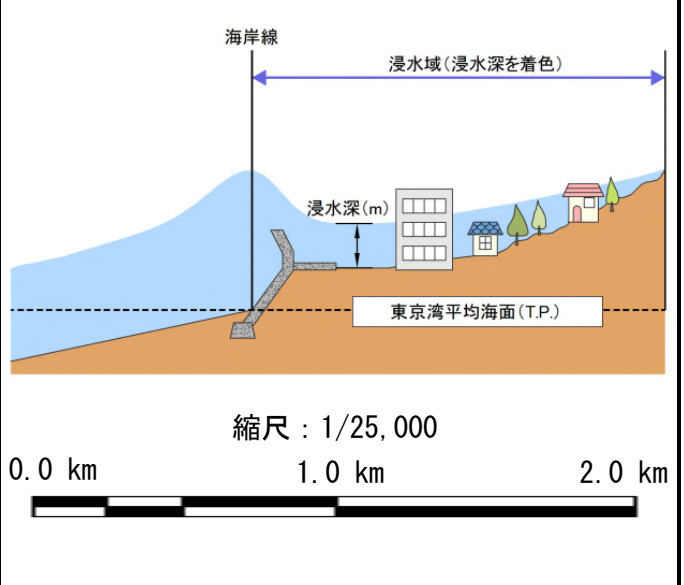 海岸線
浸水域(浸水深を着色)
浸水深(m)
東京湾平均海面(T.P.)
縮尺：1/25,000
0.0 km 1.0 km 2.0 km